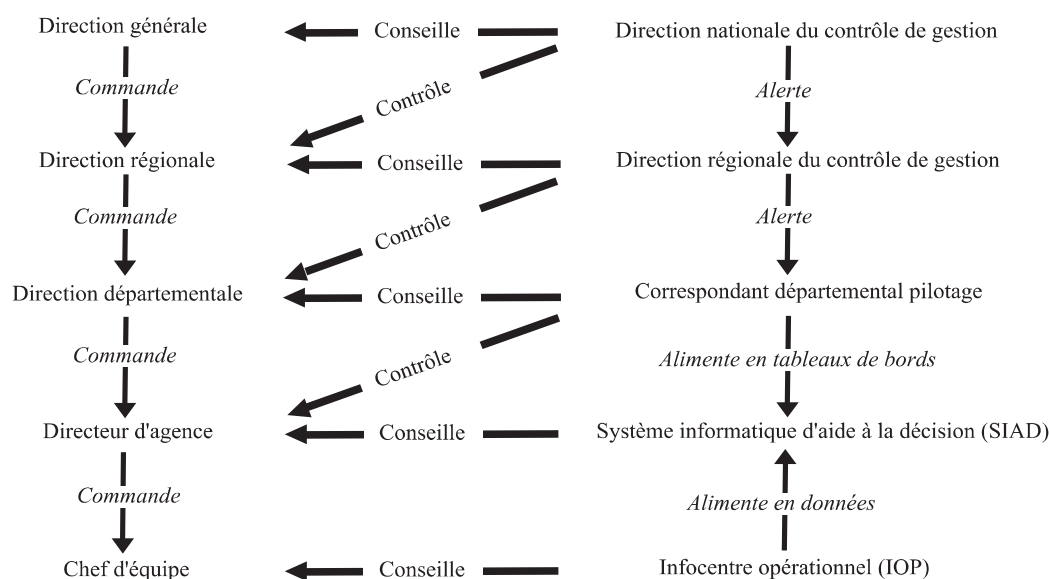 Direction générale Conseille Direction nationale du contrôle de gestion
Commande Contrôle Alerte
Direction régionale Conseille Direction régionale du contrôle de gestion
Commande Contrôle Alerte
Direction départementale Conseille Correspondant départemental pilotage
Commande Contrôle Alimente en tableaux de bords
Directeur d'agence Conseille Système informatique d'aide à la décision (SIAD)
Commande Alimente en données
Chef d'équipe Conseille Infocentre opérationnel (IOP)